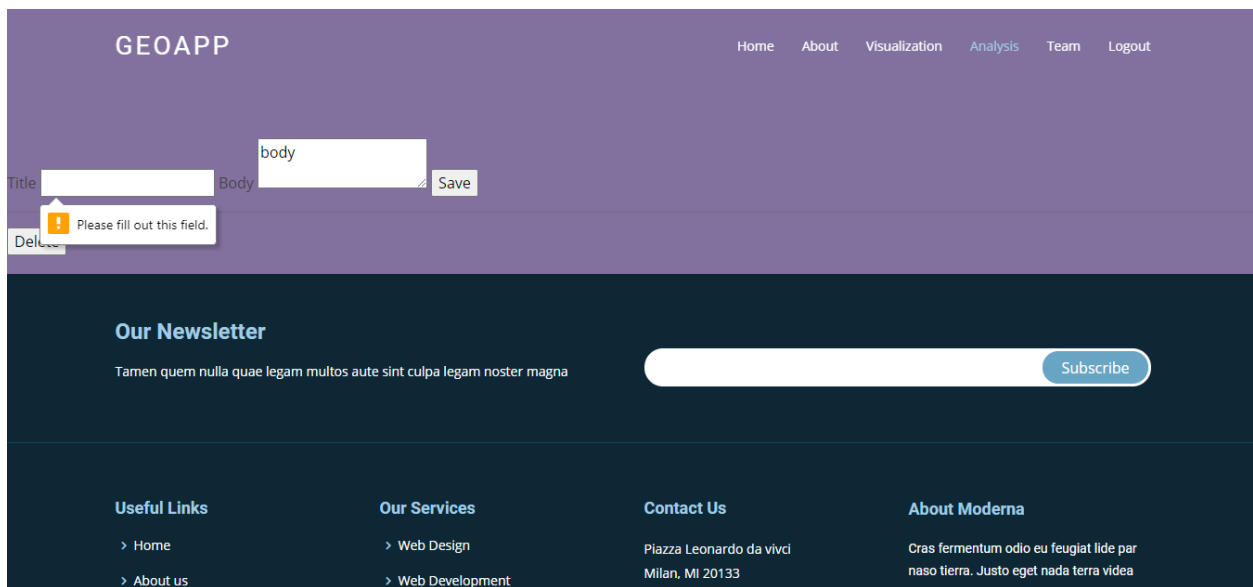 GEOAPP
Home About Visualization Analysis Team Logout
body
Title Body Save
! Please fill out this field.
Delete
Our Newsletter
Tamen quem nulla quae legam multos aute sint culpa legam noster magna
Subscribe
Useful Links
> Home
> About us
Our Services
> Web Design
> Web Development
Contact Us
Piazza Leonardo da vivci
Milan, MI 20133
About Moderna
Cras fermentum odio eu feugiat lide par
naso tierra. Justo eget nada terra videa